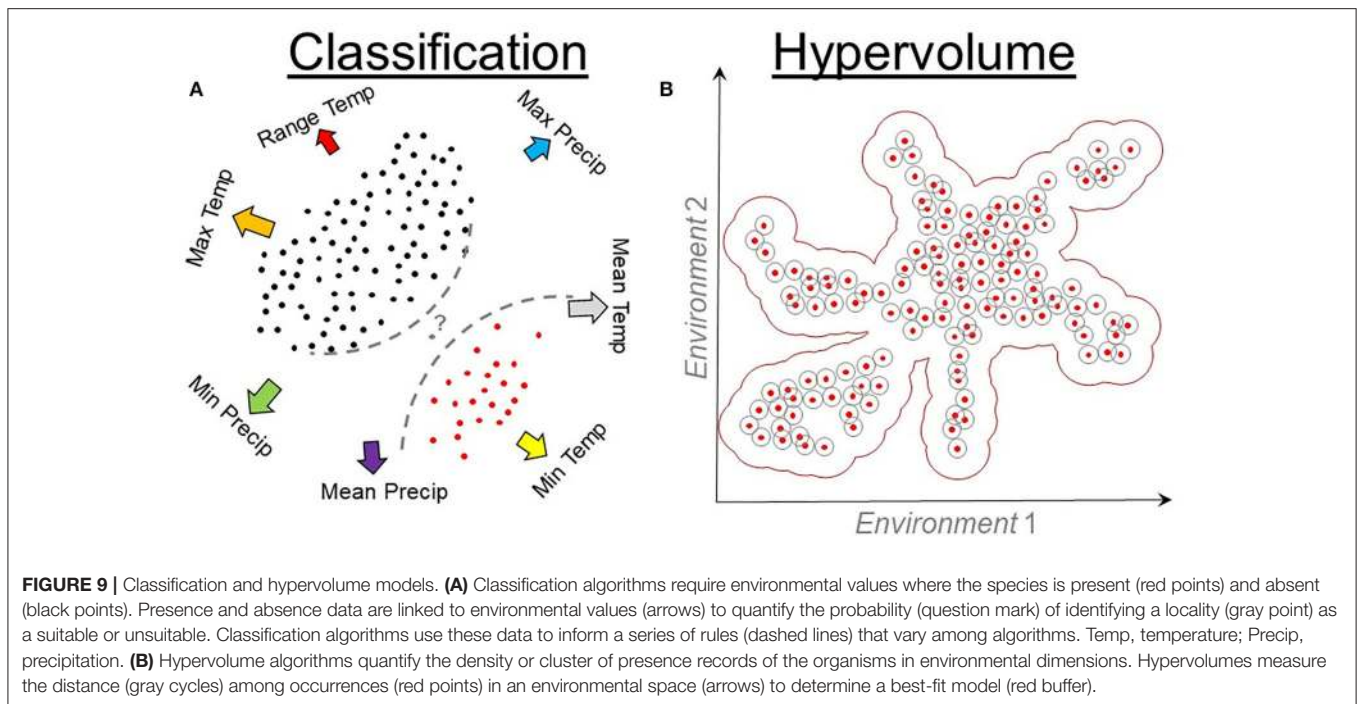 Classification
Hypervolume
A
B
Range Temp
Max Precip
Max Temp
Mean Temp
?
Min Precip
Min Temp
Mean Precip
Environment 2
Environment 1
FIGURE 9 | Classification and hypervolume models. (A) Classification algorithms require environmental values where the species is present (red points) and absent
(black points). Presence and absence data are linked to environmental values (arrows) to quantify the probability (question mark) of identifying a locality (gray point) as
a suitable or unsuitable. Classification algorithms use these data to inform a series of rules (dashed lines) that vary among algorithms. Temp, temperature; Precip,
precipitation. (B) Hypervolume algorithms quantify the density or cluster of presence records of the organisms in environmental dimensions. Hypervolumes measure
the distance (gray cycles) among occurrences (red points) in an environmental space (arrows) to determine a best-fit model (red buffer).